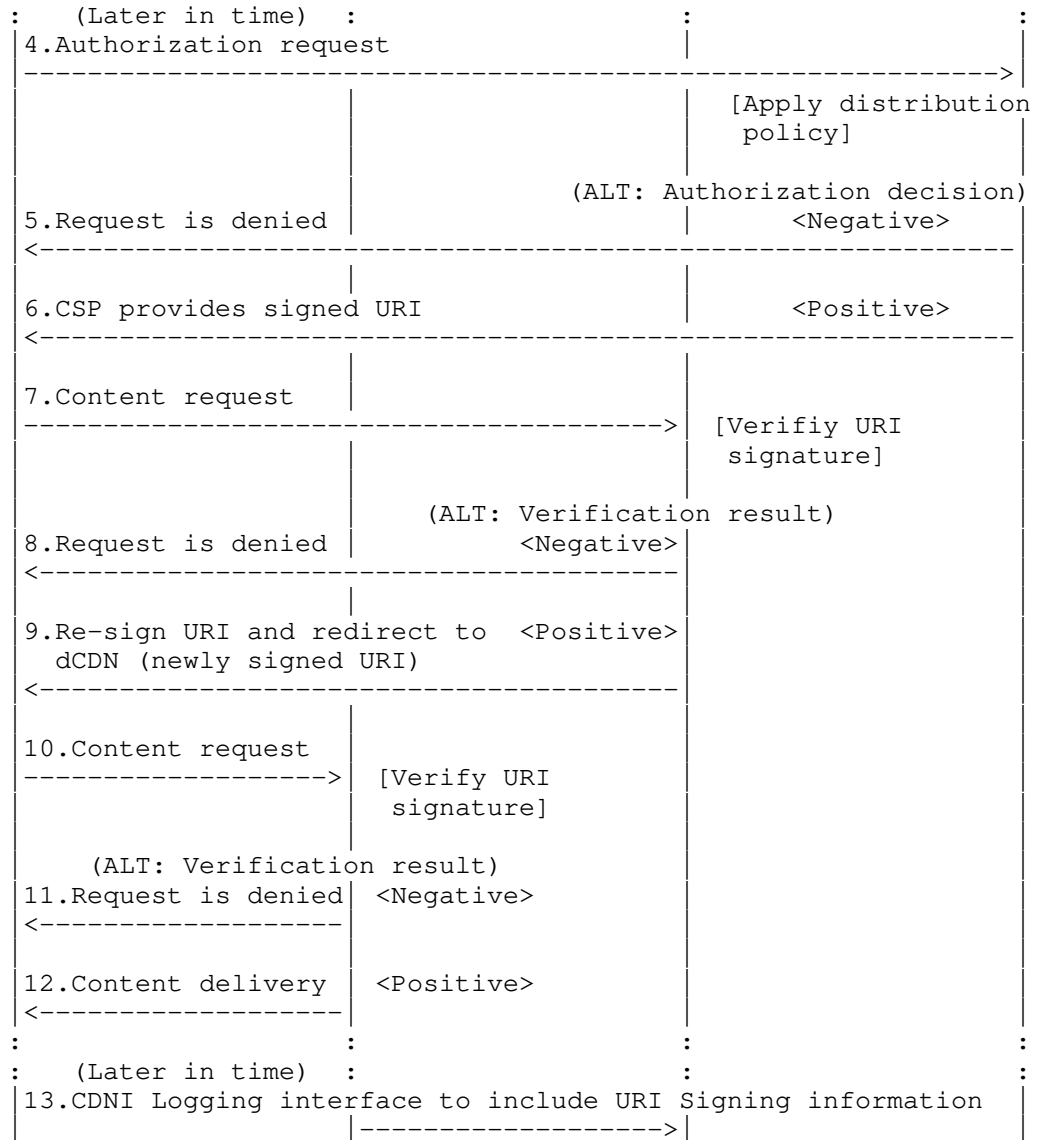 : (Later in time) : : :
|4.Authorization request | |
|------------------------------------------------------------->|
| | | [Apply distribution
| | | policy] |
| | | |
| | (ALT: Authorization decision)
|5.Request is denied | | <Negative> |
|<-------------------------------------------------------------|
| | | |
|6.CSP provides signed URI | <Positive> |
|<-------------------------------------------------------------|
| | | |
|7.Content request | | |
|---------------------------------------->| [Verifiy URI |
| | | signature] |
| | | |
| | (ALT: Verification result) |
|8.Request is denied | <Negative>| |
|<----------------------------------------| |
| | | |
|9.Re-sign URI and redirect to <Positive>| |
| dCDN (newly signed URI) | |
|<----------------------------------------| |
| | | |
|10.Content request | | |
|------------------->| [Verify URI | |
| | signature] | |
| | | |
| (ALT: Verification result) | |
|11.Request is denied| <Negative> | |
|<-------------------| | |
| | | |
|12.Content delivery | <Positive> | |
|<-------------------| | |
: : : :
: (Later in time) : : :
|13.CDNI Logging interface to include URI Signing information |
| |------------------->| |